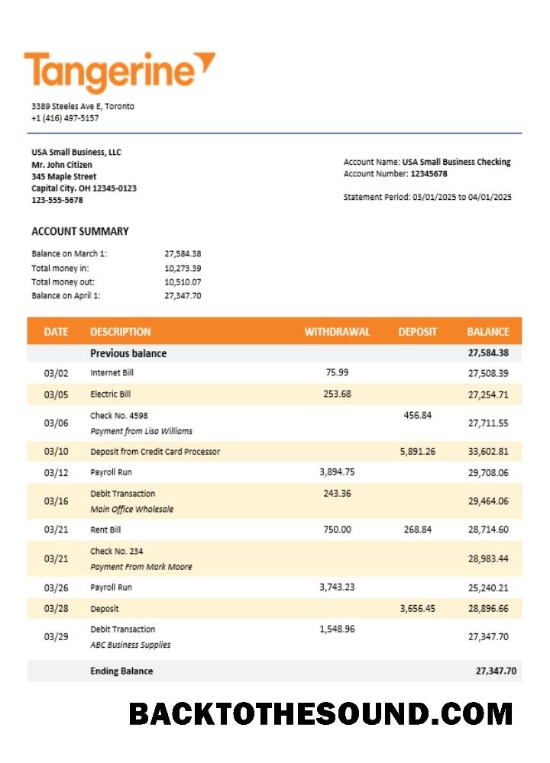 Tangerine
3389 Steeles Ave E, Toronto
+1 (416) 497-5157
USA Small Business, LLC
Mr. John Citizen
345 Maple Street
Capital City. OH 12345-0123
123-555-5678
Account Name: USA Small Business Checking
Account Number: 12345678
Statement Period: 03/01/2025 to 04/01/2025
ACCOUNT SUMMARY
Balance on March 1: 27,584.38
Total money in: 10,273.39
Total money out: 10,510.07
Balance on April 1: 27,347.70
DATE DESCRIPTION WITHDRAWAL DEPOSIT BALANCE
Previous balance 27,584.38
03/02 Internet Bill 75.99 27,508.39
03/05 Electric Bill 253.68 27,254.71
03/06 Check No. 4598 456.84 27,711.55
Payment from Lisa Williams
03/10 Deposit from Credit Card Processor 5,891.26 33,602.81
03/12 Payroll Run 3,894.75 29,708.06
03/16 Debit Transaction 243.36 29,464.06
Main Office Wholesale
03/21 Rent Bill 750.00 268.84 28,714.60
03/21 Check No. 234 28,983.44
Payment From Mark Moore
03/26 Payroll Run 3,743.23 25,240.21
03/28 Deposit 3,656.45 28,896.66
03/29 Debit Transaction 1,548.96 27,347.70
ABC Business Supplies
Ending Balance 27,347.70
BACKTOTHESOUND.COM